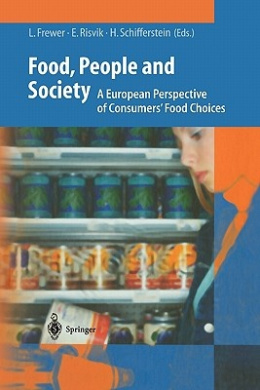 L. Frewer · E. Risvik · H. Schifferstein (Eds.)
Food, People and
Society
A European Perspective
of Consumers' Food Choices
Springer